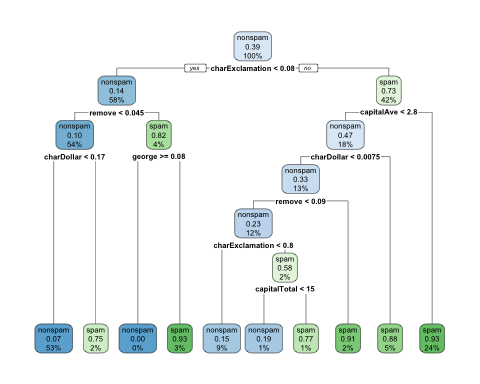 nonspam
0.39
100%
yes charExclamation < 0.08 no
nonspam
0.14
58%
spam
0.73
42%
remove < 0.045
capitalAve < 2.8
nonspam
0.10
54%
spam
0.82
4%
nonspam
0.47
18%
charDollar < 0.17
george >= 0.08
charDollar < 0.0075
nonspam
0.33
13%
remove < 0.09
nonspam
0.23
12%
charExclamation < 0.8
spam
0.58
2%
capitalTotal < 15
nonspam
0.07
53%
spam
0.75
2%
nonspam
0.00
0%
spam
0.93
3%
nonspam
0.15
9%
nonspam
0.19
1%
spam
0.77
1%
spam
0.91
2%
spam
0.88
5%
spam
0.93
24%